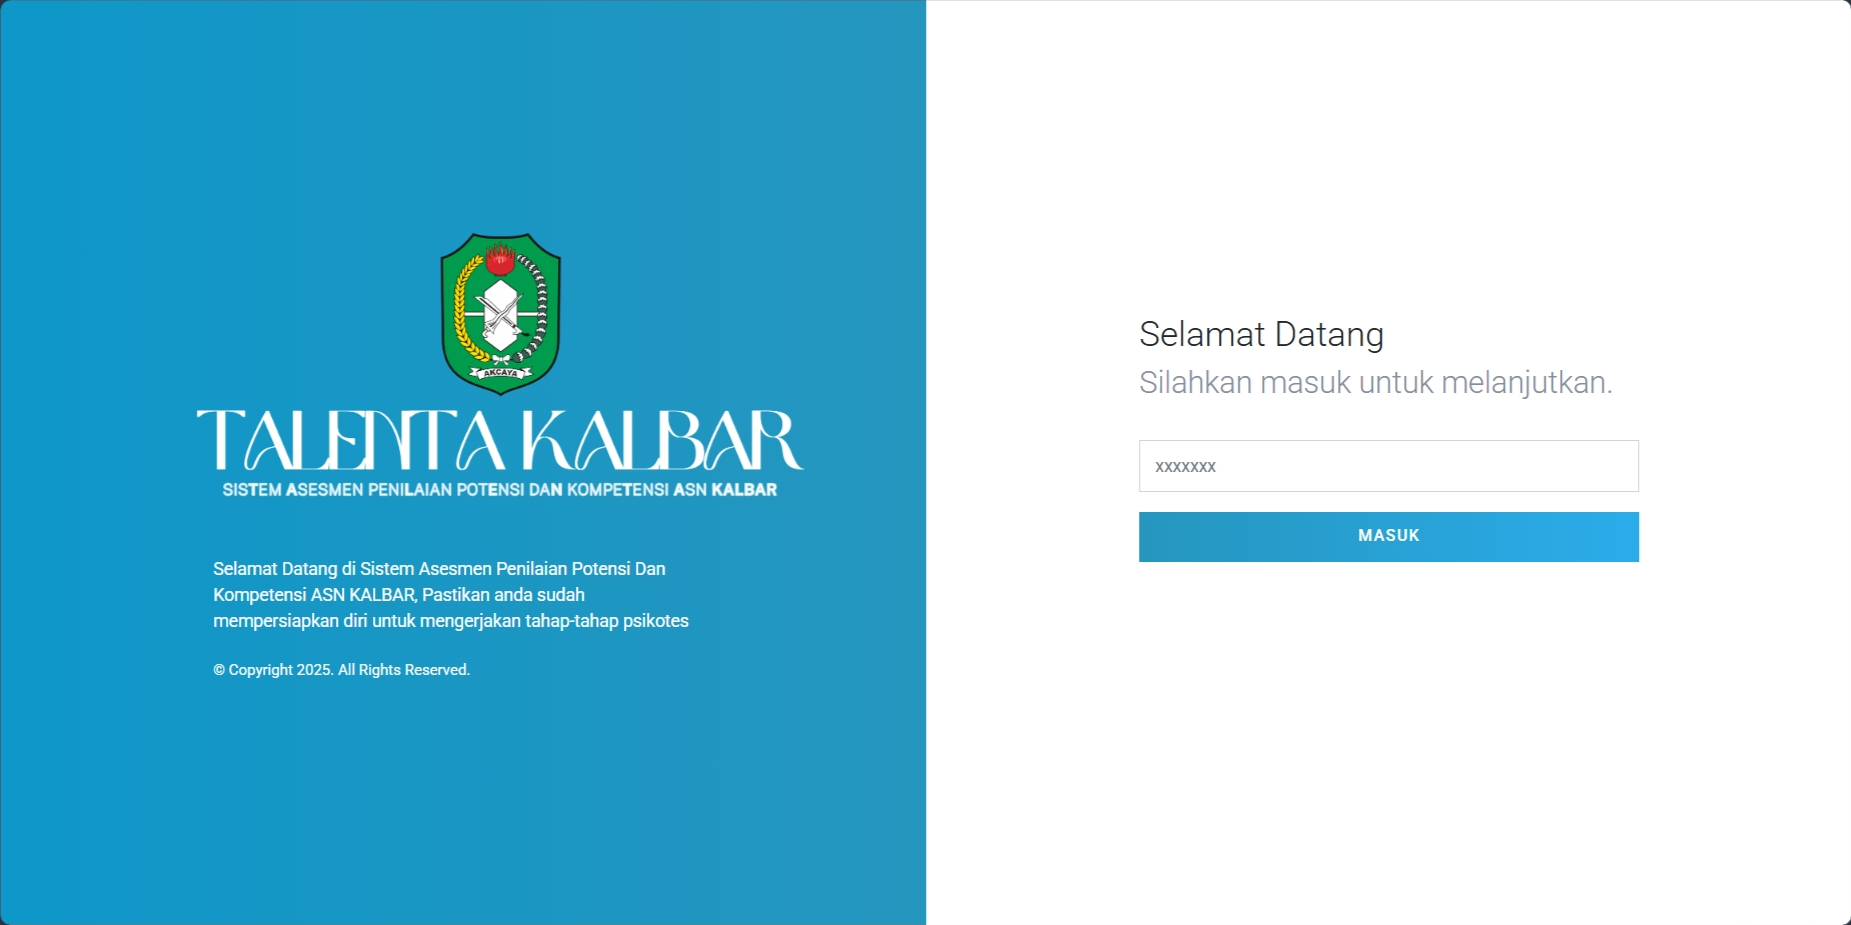 AKCAYA
TALENTA KALBAR
SISTEM ASESMEN PENILAIAN POTENSI DAN KOMPETENSI ASN KALBAR
Selamat Datang di Sistem Asesmen Penilaian Potensi Dan
Kompetensi ASN KALBAR, Pastikan anda sudah
mempersiapkan diri untuk mengerjakan tahap-tahap psikotes
© Copyright 2025. All Rights Reserved.
Selamat Datang
Silahkan masuk untuk melanjutkan.
xxxxxxx
MASUK